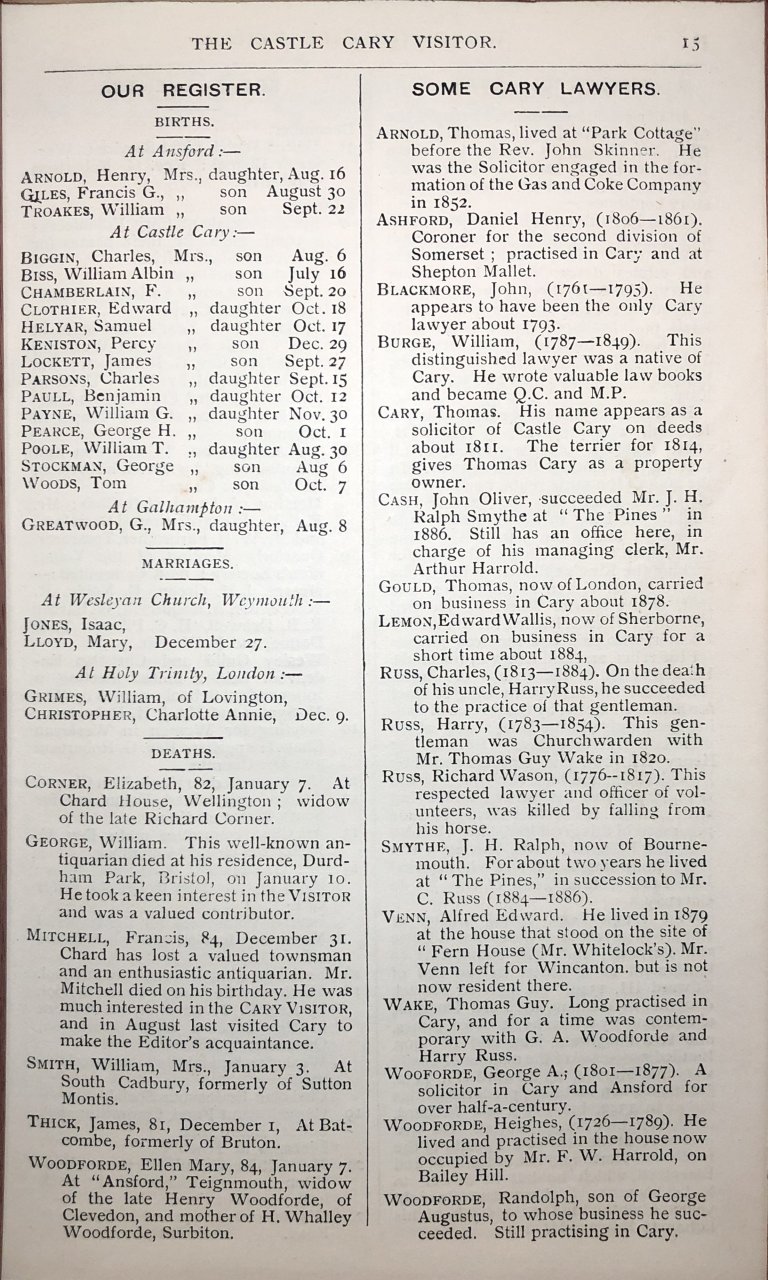 THE CASTLE CARY VISITOR. 15
OUR REGISTER.
BIRTHS.
At Ansford :—
ARNOLD, Henry, Mrs., daughter, Aug. 16
GILES, Francis G., „ son August 30
TROAKES, William „ son Sept. 22
At Castle Cary:—
BIGGIN, Charles, Mrs., son Aug. 6
BISS, William Albin „ son July 16
CHAMBERLAIN, F. „ son Sept. 20
CLOTHIER, Edward „ daughter Oct. 18
HELYAR, Samuel „ daughter Oct. 17
KENISTON, Percy „ son Dec. 29
LOCKETT, James „ son Sept. 27
PARSONS, Charles „ daughter Sept. 15
PAULL, Benjamin „ daughter Oct. 12
PAYNE, William G. „ daughter Nov. 30
PEARCE, George H. „ son Oct. 1
POOLE, William T. „ daughter Aug. 30
STOCKMAN, George „ son Aug 6
WOODS, Tom „ son Oct. 7
At Galhampton :—
GREATWOOD, G., Mrs., daughter, Aug. 8
MARRIAGES.
At Wesleyan Church, Weymouth :—
JONES, Isaac,
LLOYD, Mary, December 27.
At Holy Trinity, London :—
GRIMES, William, of Lovington,
CHRISTOPHER, Charlotte Annie, Dec. 9.
DEATHS.
CORNER, Elizabeth, 82, January 7. At
Chard House, Wellington ; widow
of the late Richard Corner.
GEORGE, William. This well-known an-
tiquarian died at his residence, Durd-
ham Park, Bristol, on January 10.
He took a keen interest in the VISITOR
and was a valued contributor.
MITCHELL, Francis, 84, December 31.
Chard has lost a valued townsman
and an enthusiastic antiquarian. Mr.
Mitchell died on his birthday. He was
much interested in the CARY VISITOR,
and in August last visited Cary to
make the Editor's acquaintance.
SMITH, William, Mrs., January 3. At
South Cadbury, formerly of Sutton
Montis.
THICK, James, 81, December 1, At Bat-
combe, formerly of Bruton.
WOODFORDE, Ellen Mary, 84, January 7.
At "Ansford," Teignmouth, widow
of the late Henry Woodforde, of
Clevedon, and mother of H. Whalley
Woodforde, Surbiton.
SOME CARY LAWYERS.
ARNOLD, Thomas, lived at "Park Cottage"
before the Rev. John Skinner. He
was the Solicitor engaged in the for-
mation of the Gas and Coke Company
in 1852.
ASHFORD, Daniel Henry, (1806—1861).
Coroner for the second division of
Somerset ; practised in Cary and at
Shepton Mallet.
BLACKMORE, John, (1761—1795). He
appears to have been the only Cary
lawyer about 1793.
BURGE, William, (1787—1849). This
distinguished lawyer was a native of
Cary. He wrote valuable law books
and became Q.C. and M.P.
CARY, Thomas. His name appears as a
solicitor of Castle Cary on deeds
about 1811. The terrier for 1814,
gives Thomas Cary as a property
owner.
CASH, John Oliver, succeeded Mr. J. H.
Ralph Smythe at " The Pines " in
1886. Still has an office here, in
charge of his managing clerk, Mr.
Arthur Harrold.
GOULD, Thomas, now of London, carried
on business in Cary about 1878.
LEMON, Edward Wallis, now of Sherborne,
carried on business in Cary for a
short time about 1884,
RUSS, Charles, (1813—1884). On the death
of his uncle, Harry Russ, he succeeded
to the practice of that gentleman.
RUSS, Harry, (1783—1854). This gen-
tleman was Churchwarden with
Mr. Thomas Guy Wake in 1820.
RUSS, Richard Wason, (1776--1817). This
respected lawyer and officer of vol-
unteers, was killed by falling from
his horse.
SMYTHE, J. H. Ralph, now of Bourne-
mouth. For about two years he lived
at " The Pines," in succession to Mr.
C. Russ (1884—1886).
VENN, Alfred Edward. He lived in 1879
at the house that stood on the site of
" Fern House (Mr. Whitelock's). Mr.
Venn left for Wincanton. but is not
now resident there.
WAKE, Thomas Guy. Long practised in
Cary, and for a time was contem-
porary with G. A. Woodforde and
Harry Russ.
WOOFORDE, George A.; (1801—1877). A
solicitor in Cary and Ansford for
over half-a-century.
WOODFORDE, Heighes, (1726—1789). He
lived and practised in the house now
occupied by Mr. F. W. Harrold, on
Bailey Hill.
WOODFORDE, Randolph, son of George
Augustus, to whose business he suc-
ceeded. Still practising in Cary.